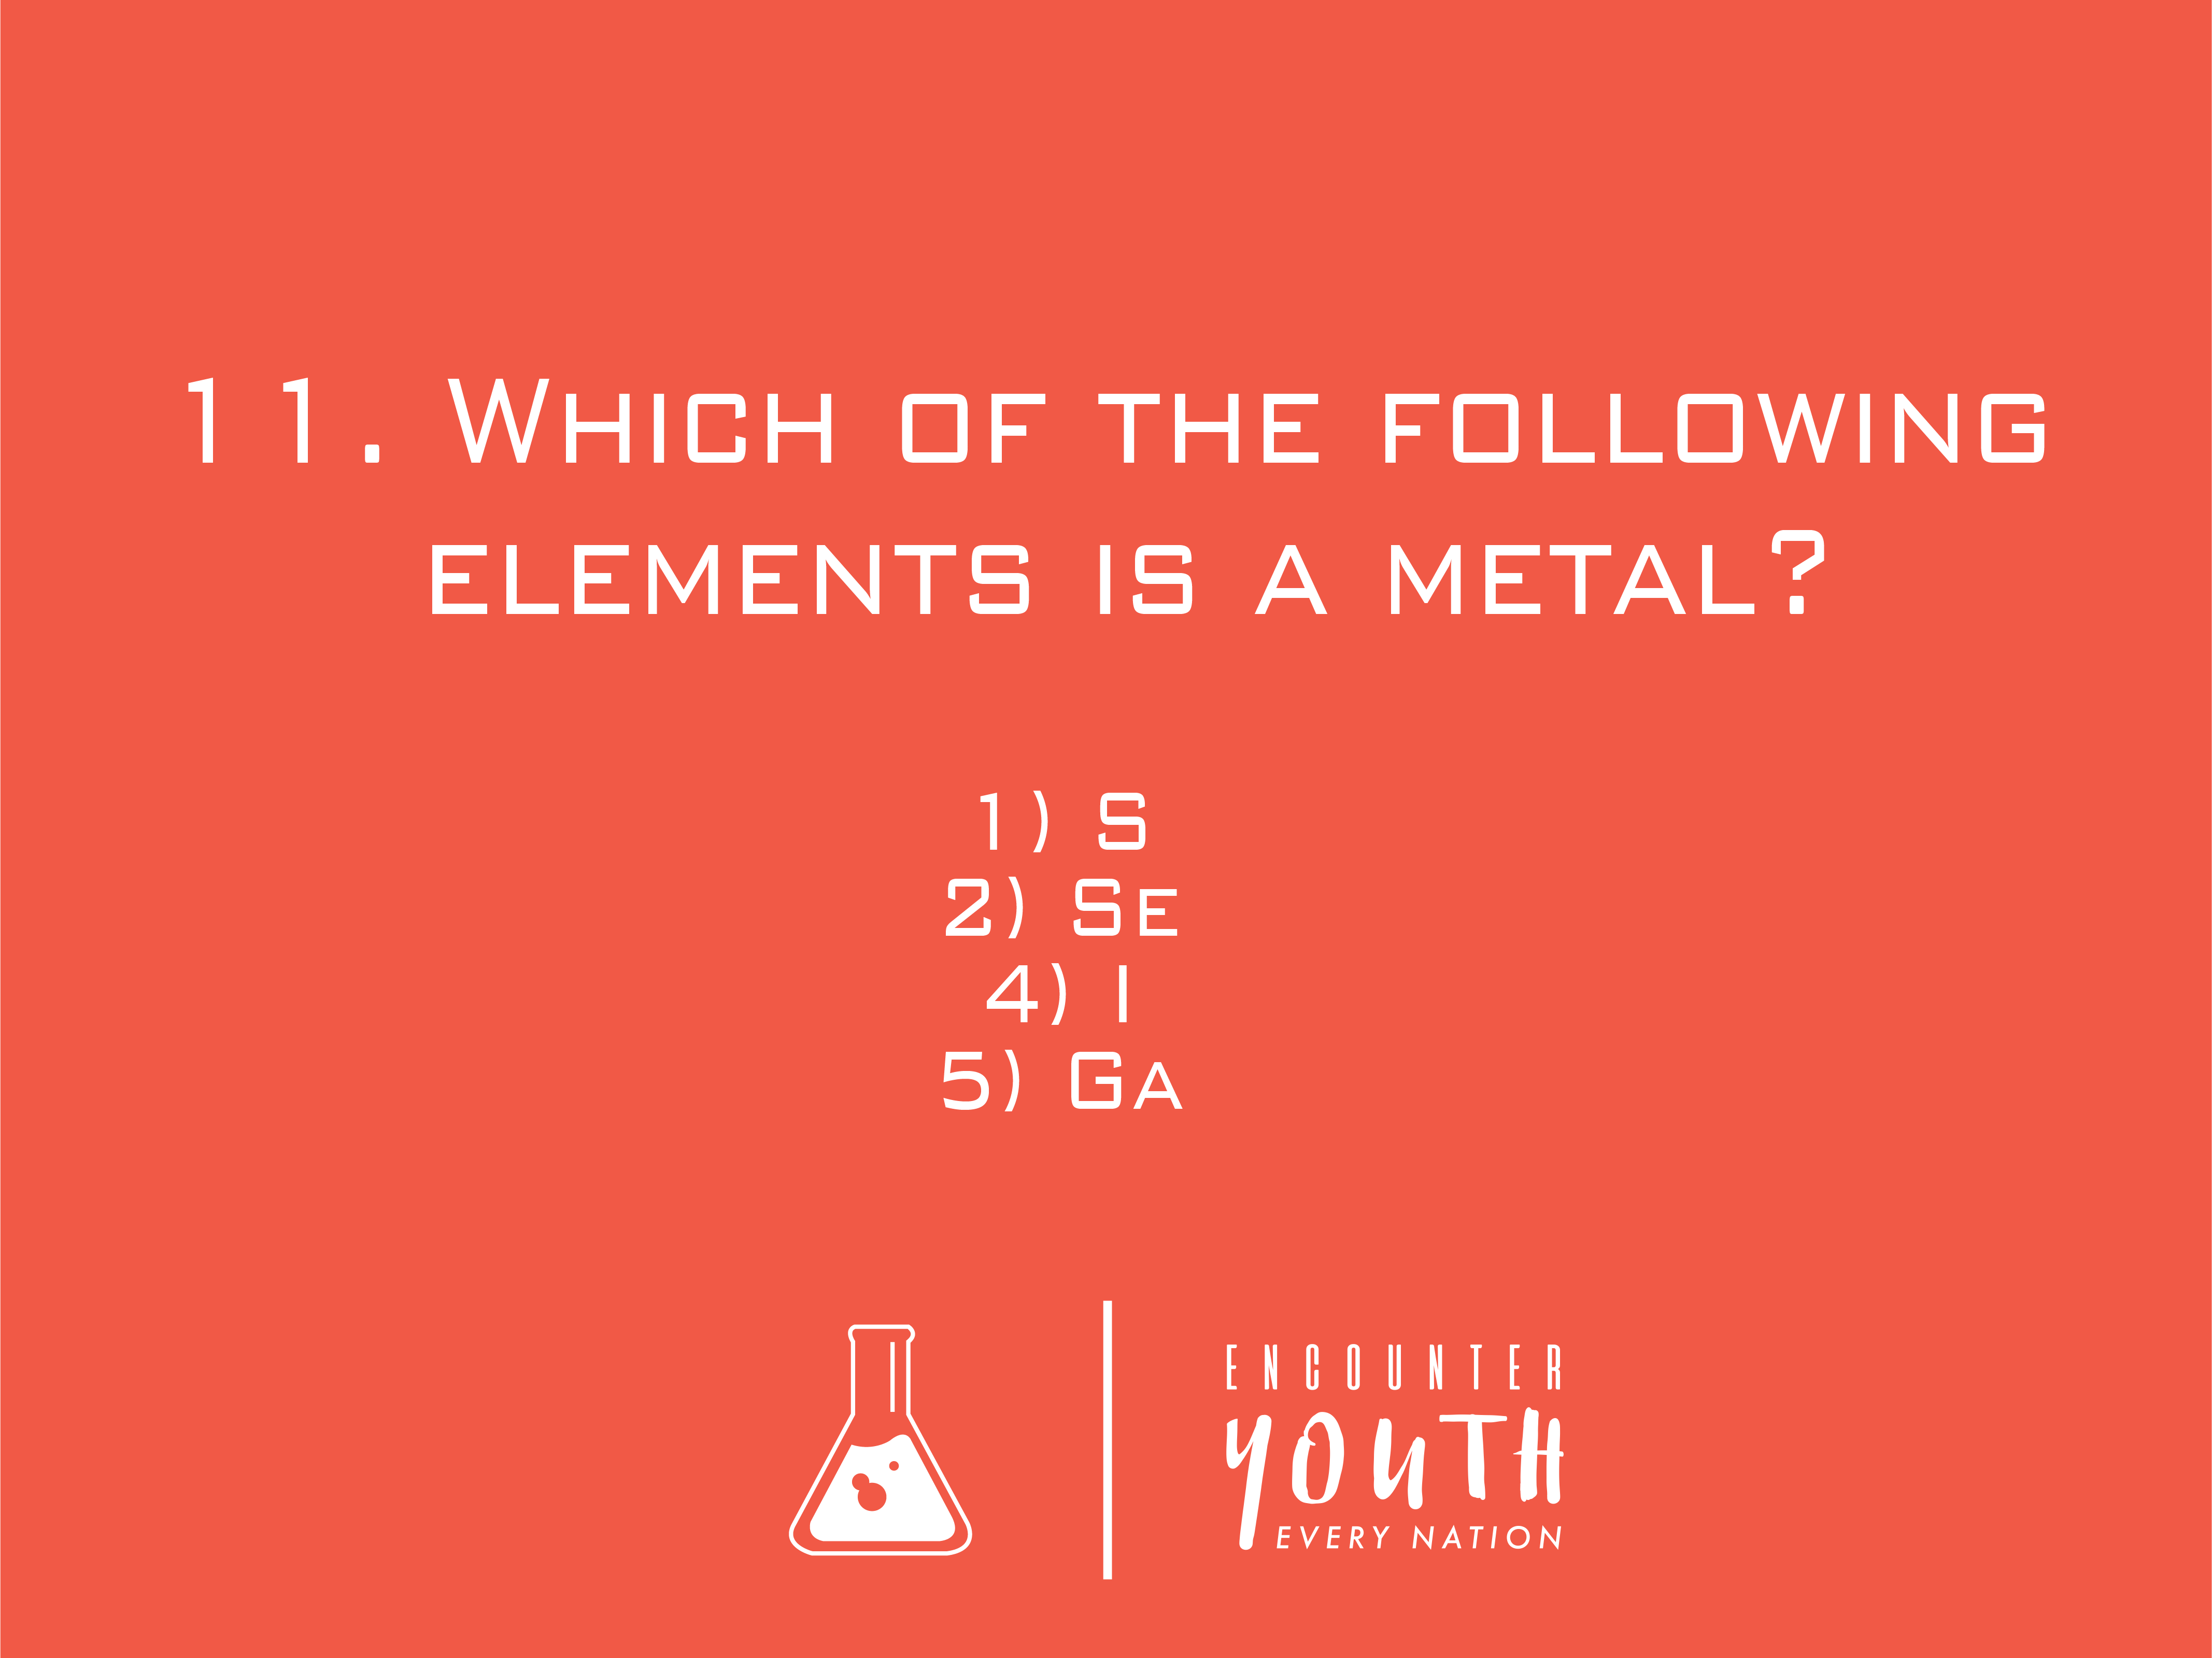 11. Which of the following
elements is a metal?
1) S
2) Se
4) I
5) Ga
ENCOUNTER
YOUTH
EVERY NATION